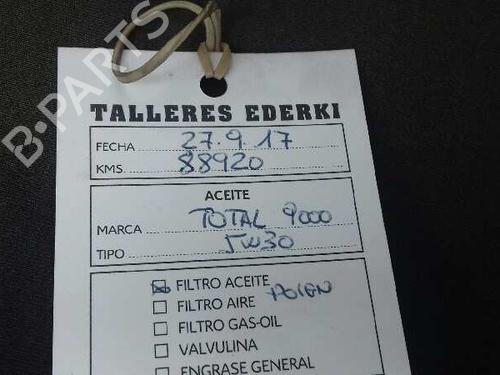 B-PARTS
TALLERES EDERKI
FECHA 27.9.17
KMS. 88920
ACEITE
MARCA TOTAL 9000
TIPO 5W30
FILTRO ACEITE
FILTRO AIRE POLEN
FILTRO GAS-OIL
VALVULINA
ENGRASE GENERAL